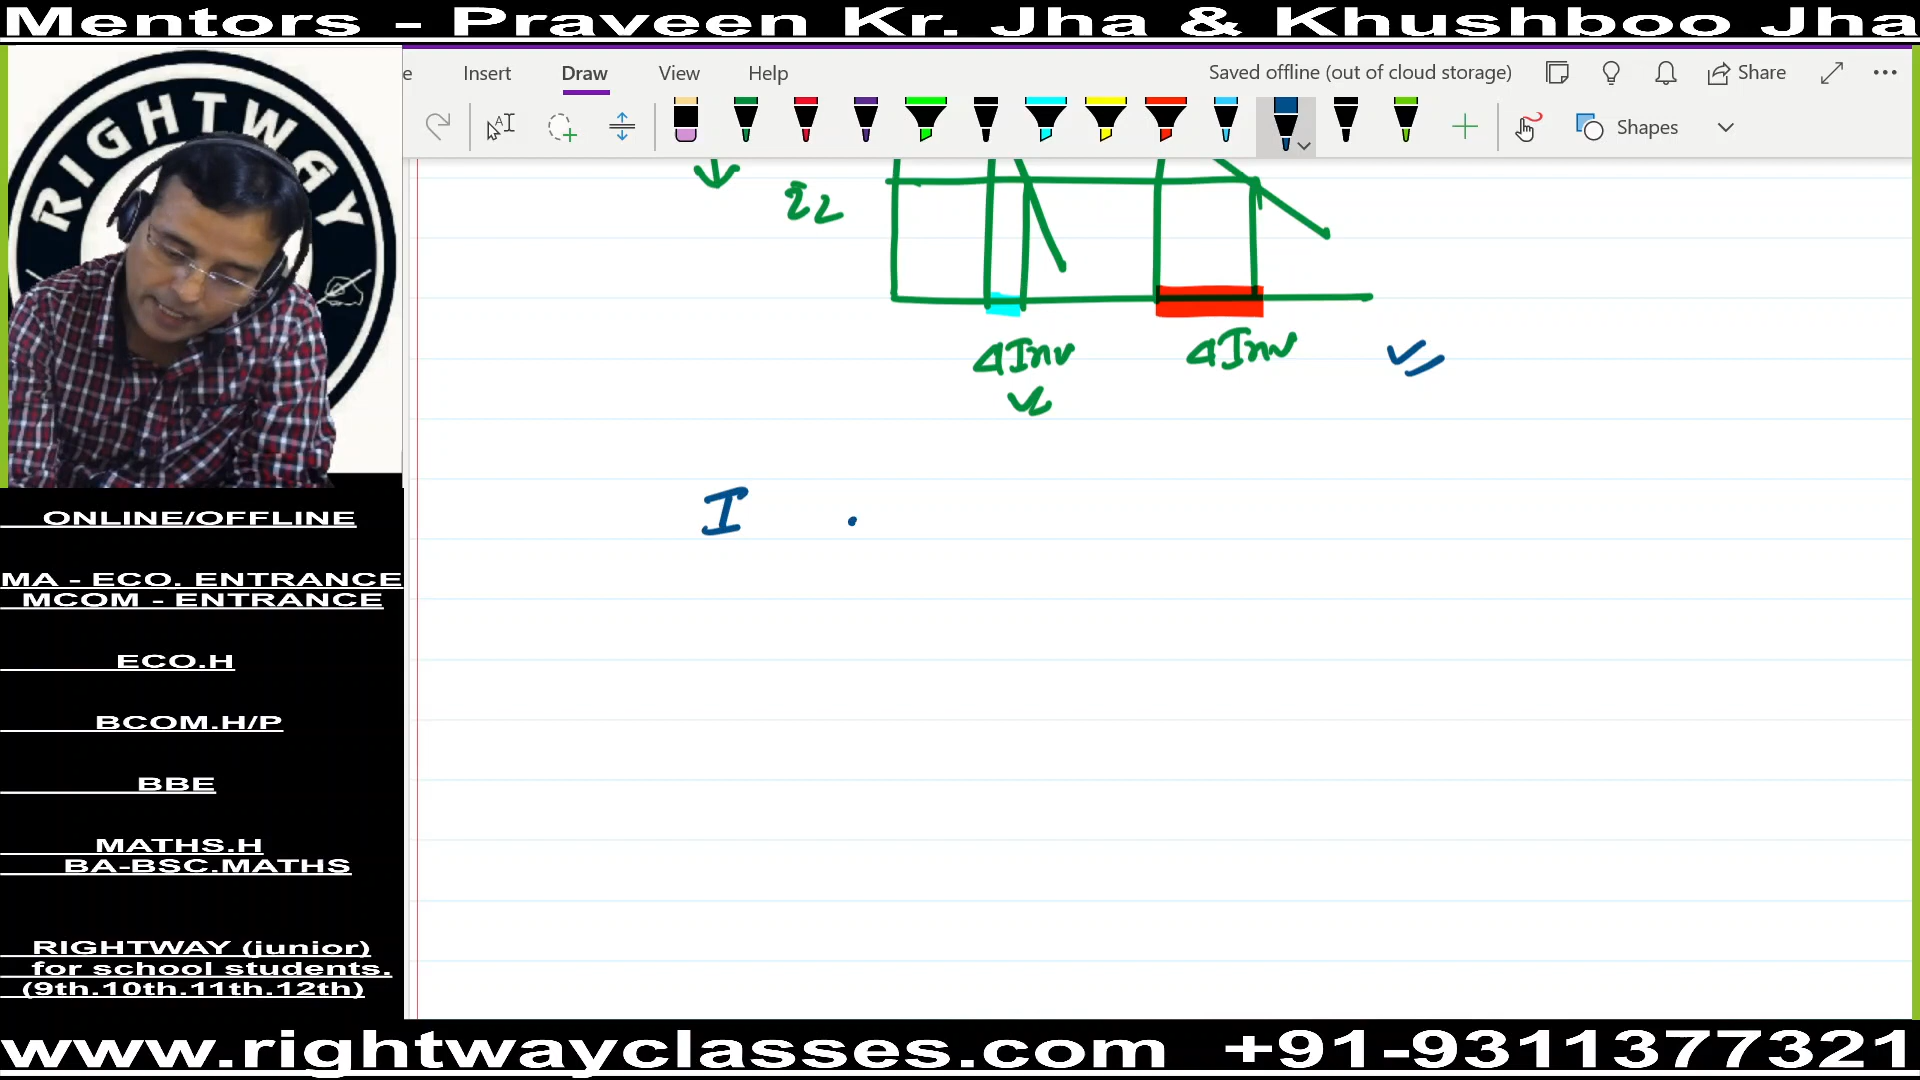 Mentors - Praveen Kr. Jha & Khushboo Jha
RIGHTWAY
e Insert Draw View Help Saved offline (out of cloud storage) Share
Shapes
i2
ΔInv ΔInv
I .
ONLINE/OFFLINE
MA - ECO. ENTRANCE
MCOM - ENTRANCE
ECO.H
BCOM.H/P
BBE
MATHS.H
BA-BSC.MATHS
RIGHTWAY (junior)
for school students.
(9th.10th.11th.12th)
www.rightwayclasses.com +91-9311377321